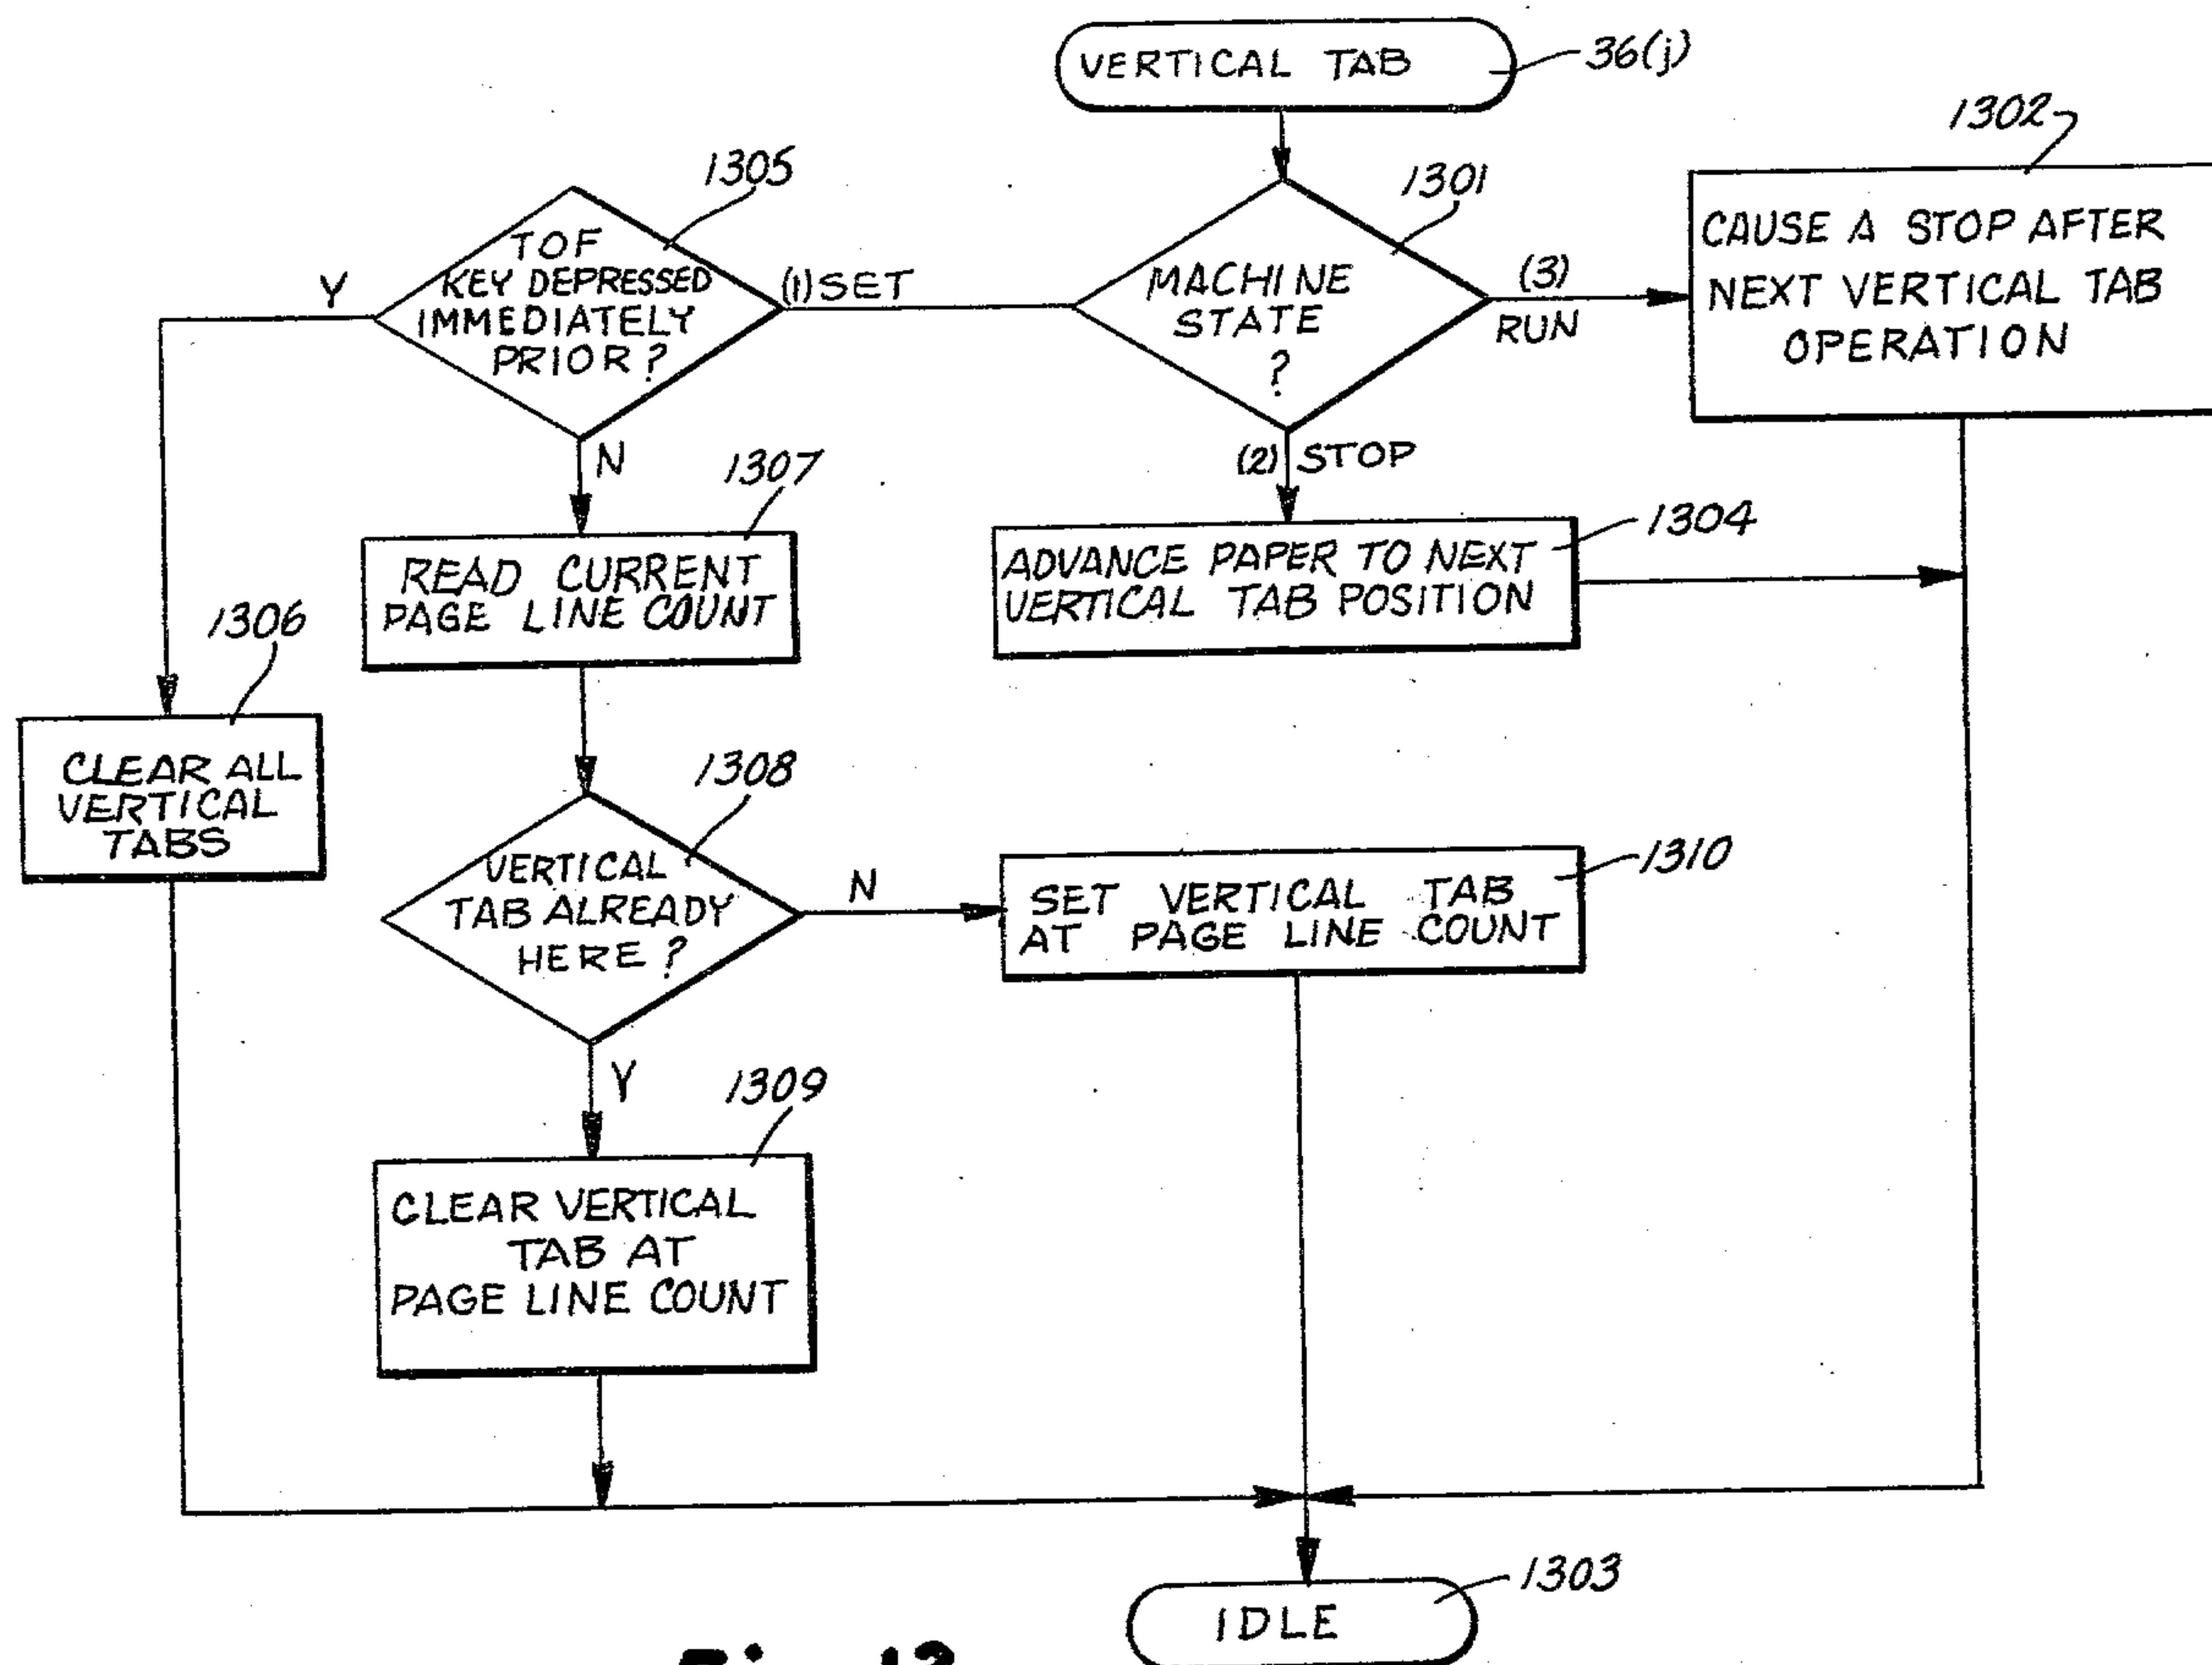 VERTICAL TAB
36(j)
1302
1305
1301
TOF
KEY DEPRESSED
IMMEDIATELY
PRIOR?
Y
(1) SET
MACHINE
STATE
?
(3)
RUN
CAUSE A STOP AFTER
NEXT VERTICAL TAB
OPERATION
N
1307
(2) STOP
1304
READ CURRENT
PAGE LINE COUNT
ADVANCE PAPER TO NEXT
VERTICAL TAB POSITION
1306
CLEAR ALL
VERTICAL
TABS
1308
VERTICAL
TAB ALREADY
HERE?
N
1310
SET VERTICAL TAB
AT PAGE LINE COUNT
Y
1309
CLEAR VERTICAL
TAB AT
PAGE LINE COUNT
1303
IDLE